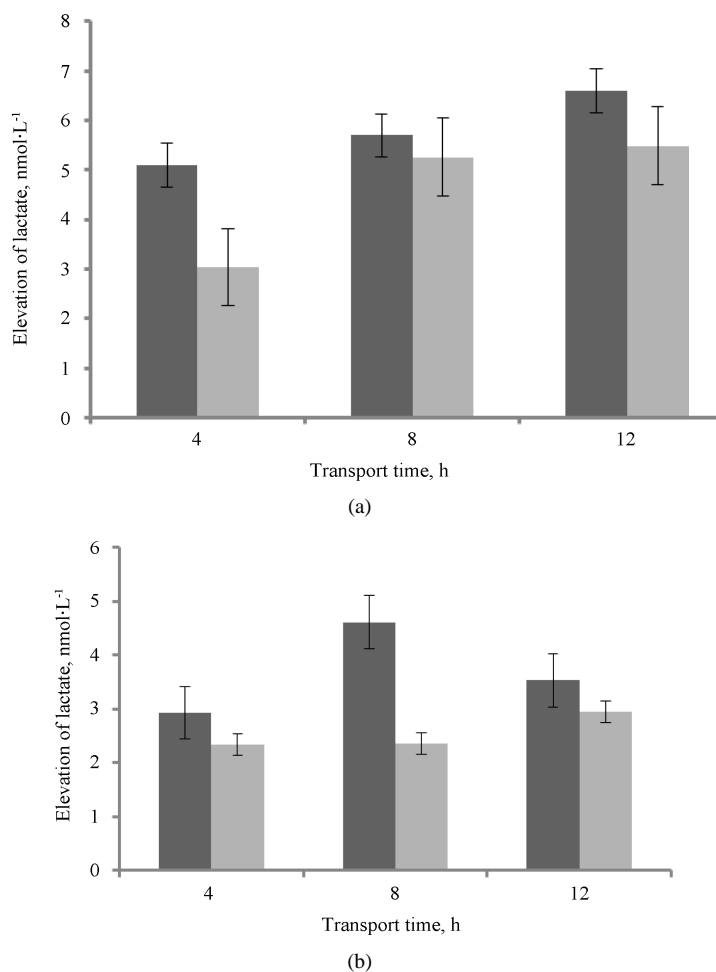 Elevation of lactate, nmol·L⁻¹
8
7
6
5
4
3
2
1
0
4 8 12
Transport time, h
(a)
Elevation of lactate, nmol·L⁻¹
6
5
4
3
2
1
0
4 8 12
Transport time, h
(b)